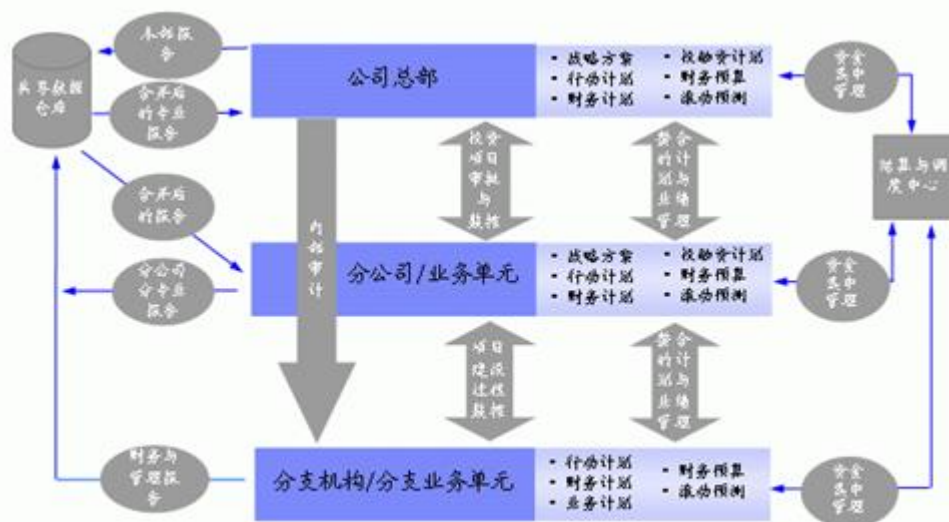 本部报告
公司总部
• 战略方案
• 行动计划
• 财务计划
• 投融资计划
• 财务预算
• 滚动预测
资金集中管理
共享数据仓库
合并后的专业报告
投资项目审批与监控
整合的计划与业绩管理
结算与调度中心
合并后的报告
内部审计
分公司/业务单元
• 战略方案
• 行动计划
• 财务计划
• 投融资计划
• 财务预算
• 滚动预测
资金集中管理
分公司分专业报告
项目建设过程监控
整合的计划与业绩管理
财务与管理报告
分支机构/分支业务单元
• 行动计划
• 财务计划
• 业务计划
• 财务预算
• 滚动预测
资金集中管理